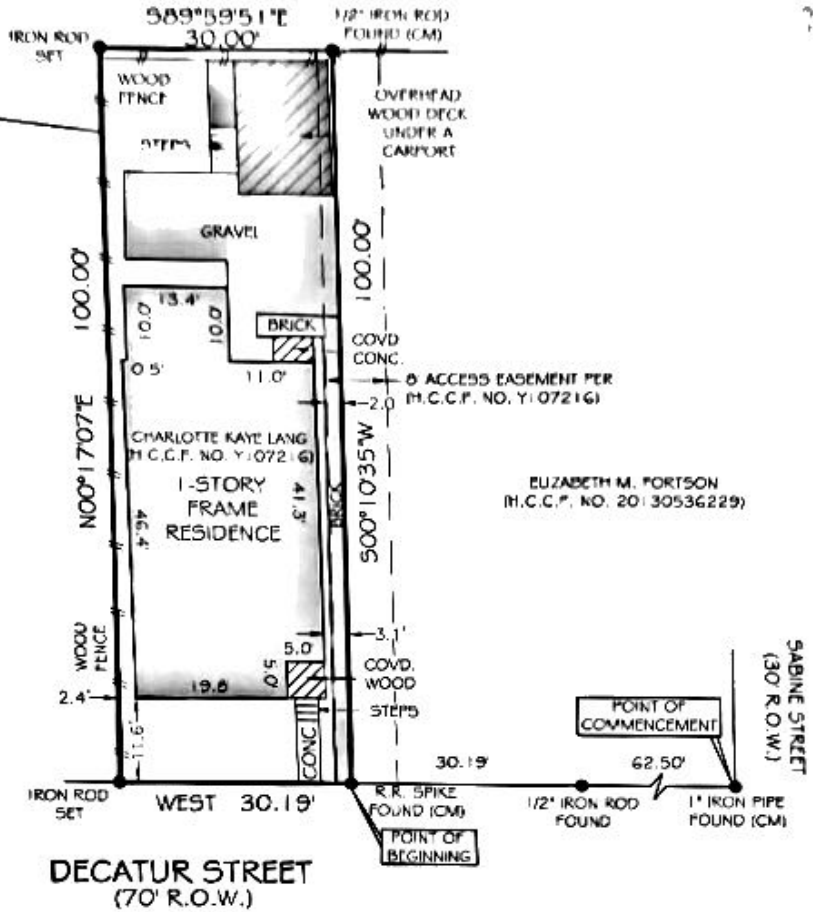 S89°59'51"E
30.00'
IRON ROD
SET
1/2" IRON ROD
FOUND (CM)
WOOD
FENCE
STEPS
OVERHEAD
WOOD DECK
UNDER A
CARPORT
GRAVEL
100.00'
100.00'
13.4'
10.0'
10.0'
BRICK
COVD
CONC.
0.5'
11.0'
8' ACCESS EASEMENT PER
(H.C.C.F. NO. Y107216)
2.0
N00°17'07"E
S00°10'35"W
CHARLOTTE KAYE LANG
(H.C.C.F. NO. Y107216)
1-STORY
FRAME
RESIDENCE
46.4'
41.3'
BRICK
ELIZABETH M. FORTSON
(H.C.C.F. NO. 20130536229)
WOOD
FENCE
3.1'
5.0'
5.0'
COVD.
WOOD
2.4'
19.8'
STEPS
11.9'
CONC
SABINE STREET
(30' R.O.W.)
POINT OF
COMMENCEMENT
30.19'
62.50'
IRON ROD
SET
WEST 30.19'
R.R. SPIKE
FOUND (CM)
1/2" IRON ROD
FOUND
1" IRON PIPE
FOUND (CM)
POINT OF
BEGINNING
DECATUR STREET
(70' R.O.W.)